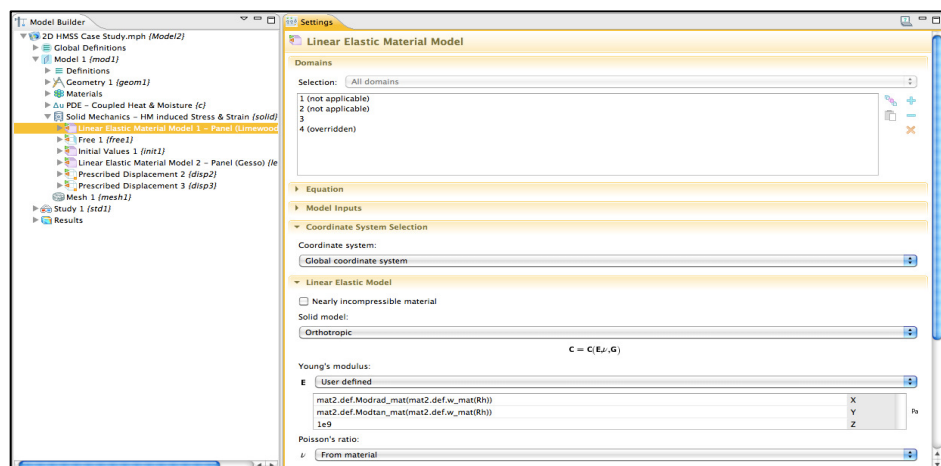 Model Builder
2D HMSS Case Study.mph (Model2)
Global Definitions
Model 1 {mod1}
Definitions
Geometry 1 {geom1}
Materials
Δu PDE – Coupled Heat & Moisture {c}
Solid Mechanics – HM induced Stress & Strain {solid}
Linear Elastic Material Model 1 – Panel (Limewood
Free 1 {free1}
Initial Values 1 {init1}
Linear Elastic Material Model 2 – Panel (Gesso) {le
Prescribed Displacement 2 {disp2}
Prescribed Displacement 3 {disp3}
Mesh 1 {mesh1}
Study 1 {std1}
Results
Settings
Linear Elastic Material Model
Domains
Selection: All domains
1 (not applicable)
2 (not applicable)
3
4 (overridden)
Equation
Model Inputs
Coordinate System Selection
Coordinate system:
Global coordinate system
Linear Elastic Model
Nearly incompressible material
Solid model:
Orthotropic
C = C(E,ν,G)
Young's modulus:
E User defined
mat2.def.Modrad_mat(mat2.def.w_mat(Rh)) X
mat2.def.Modtan_mat(mat2.def.w_mat(Rh)) Y Pa
1e9 Z
Poisson's ratio:
ν From material